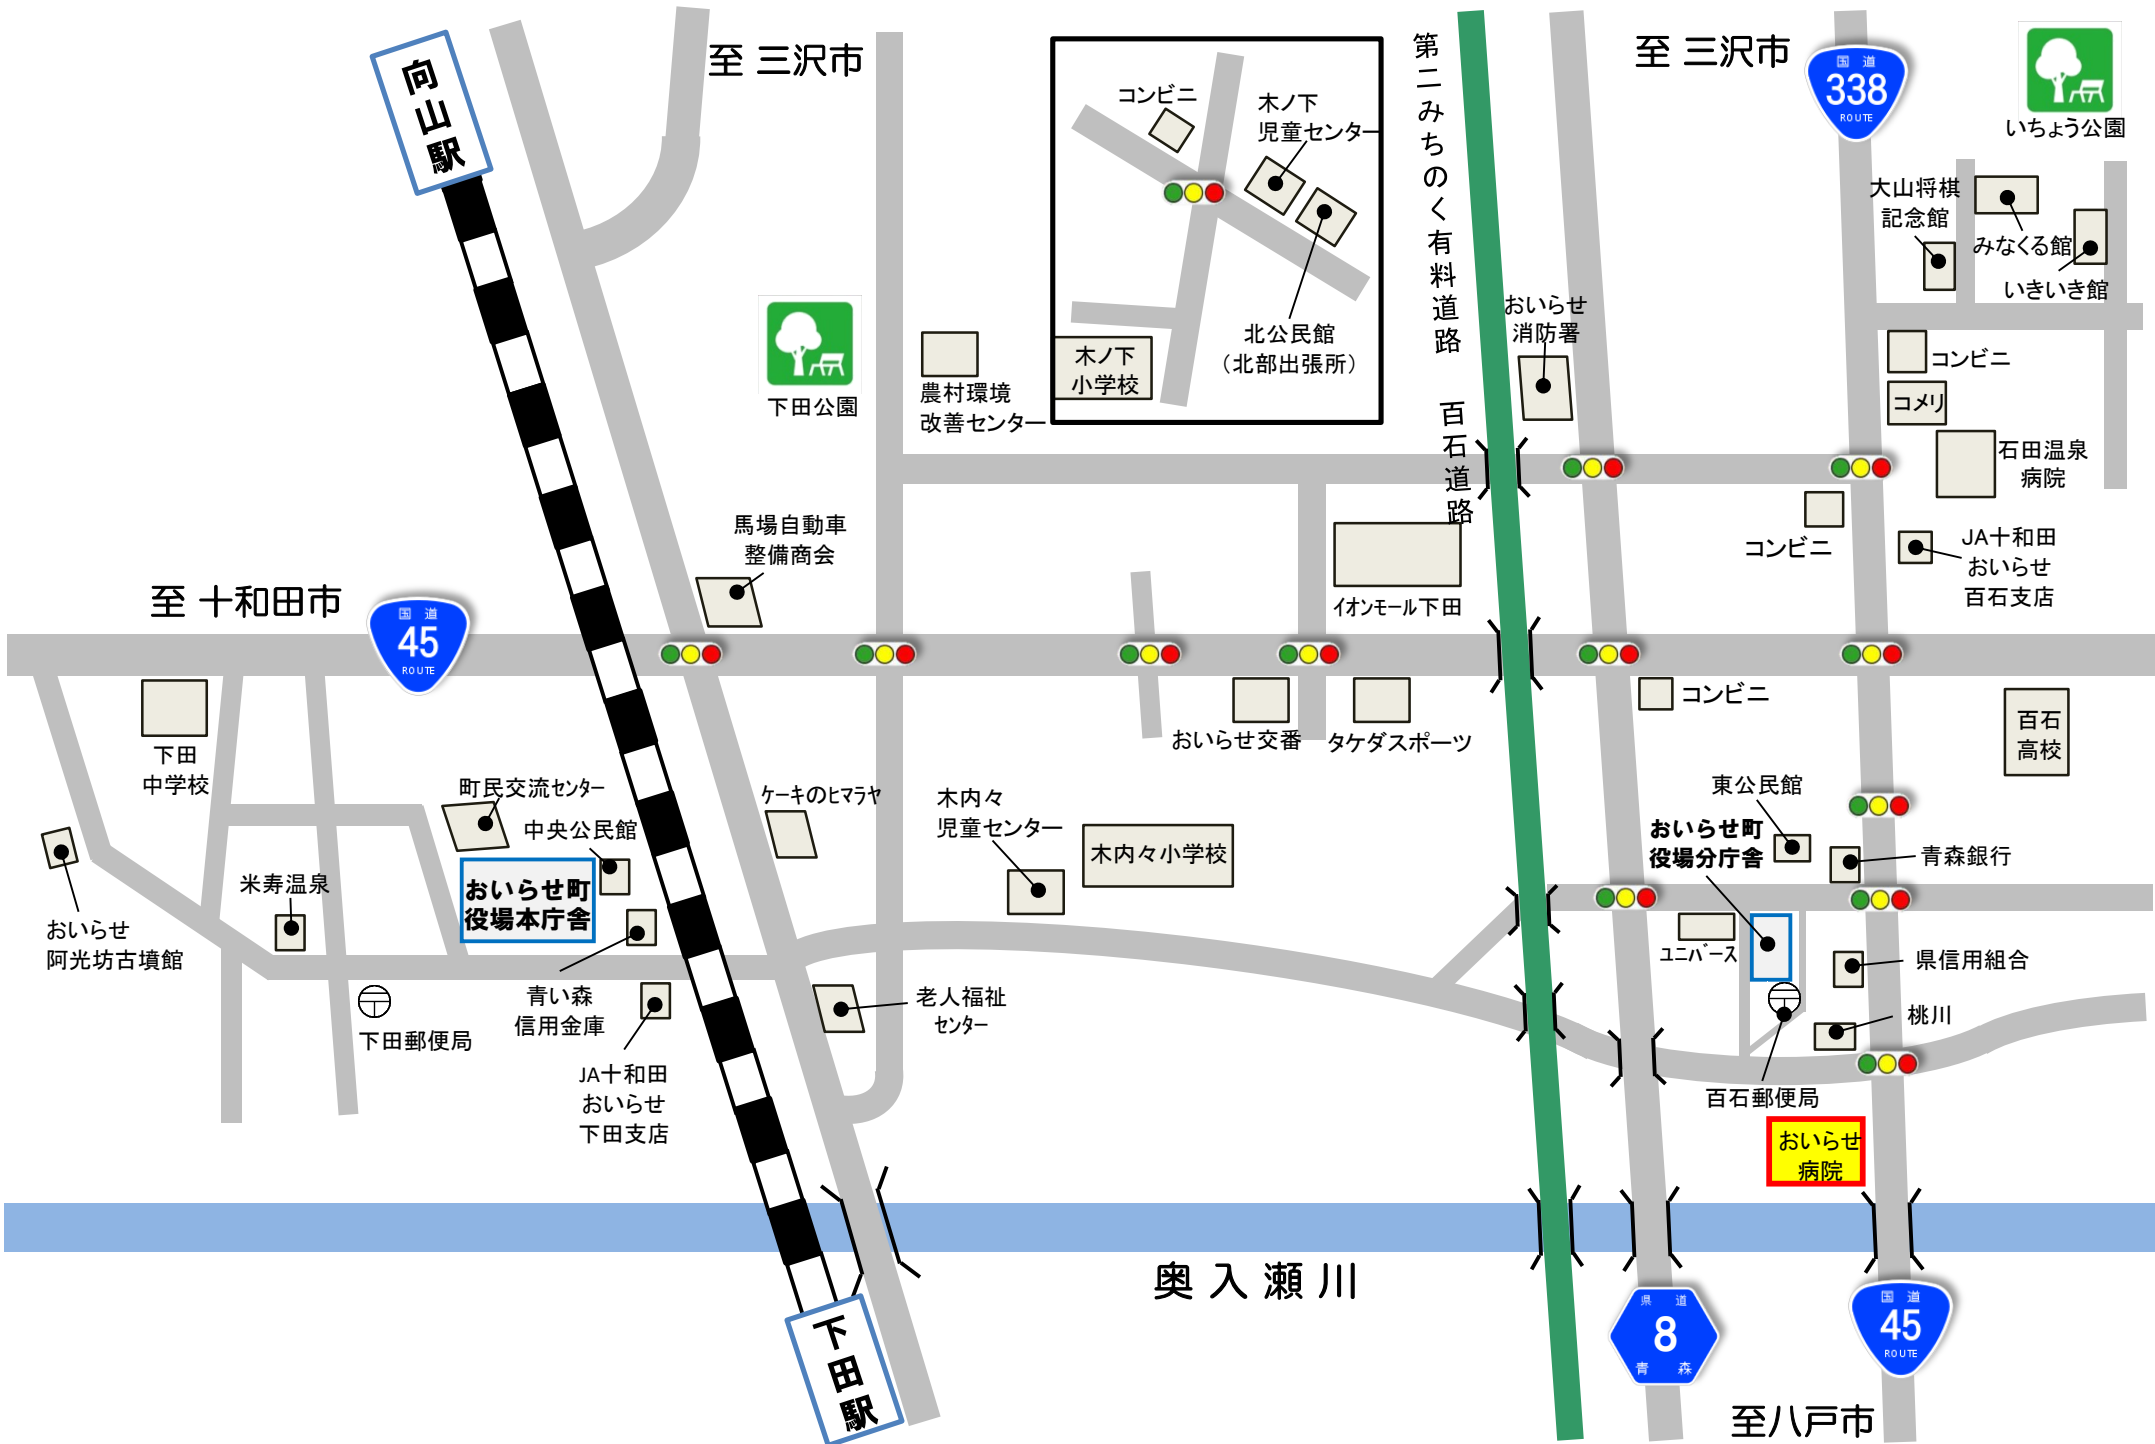 向山駅
至 三沢市
コンビニ
木ノ下
児童センター
北公民館
（北部出張所）
木ノ下
小学校
第二みちのく有料道路 百石道路
至 三沢市
国道
338
ROUTE
いちょう公園
大山将棋
記念館
みなくる館
いきいき館
おいらせ
消防署
コンビニ
コメリ
石田温泉
病院
下田公園
農村環境
改善センター
馬場自動車
整備商会
イオンモール下田
コンビニ
JA十和田
おいらせ
百石支店
至 十和田市
国道
45
ROUTE
下田
中学校
おいらせ交番
タケダスポーツ
コンビニ
百石
高校
町民交流センター
中央公民館
ケーキのヒマラヤ
木内々
児童センター
木内々小学校
東公民館
おいらせ町
役場分庁舎
青森銀行
おいらせ町
役場本庁舎
米寿温泉
おいらせ
阿光坊古墳館
ユニバース
県信用組合
下田郵便局
青い森
信用金庫
老人福祉
センター
桃川
JA十和田
おいらせ
下田支店
百石郵便局
おいらせ
病院
奥入瀬川
下田駅
県道
8
青森
国道
45
ROUTE
至八戸市